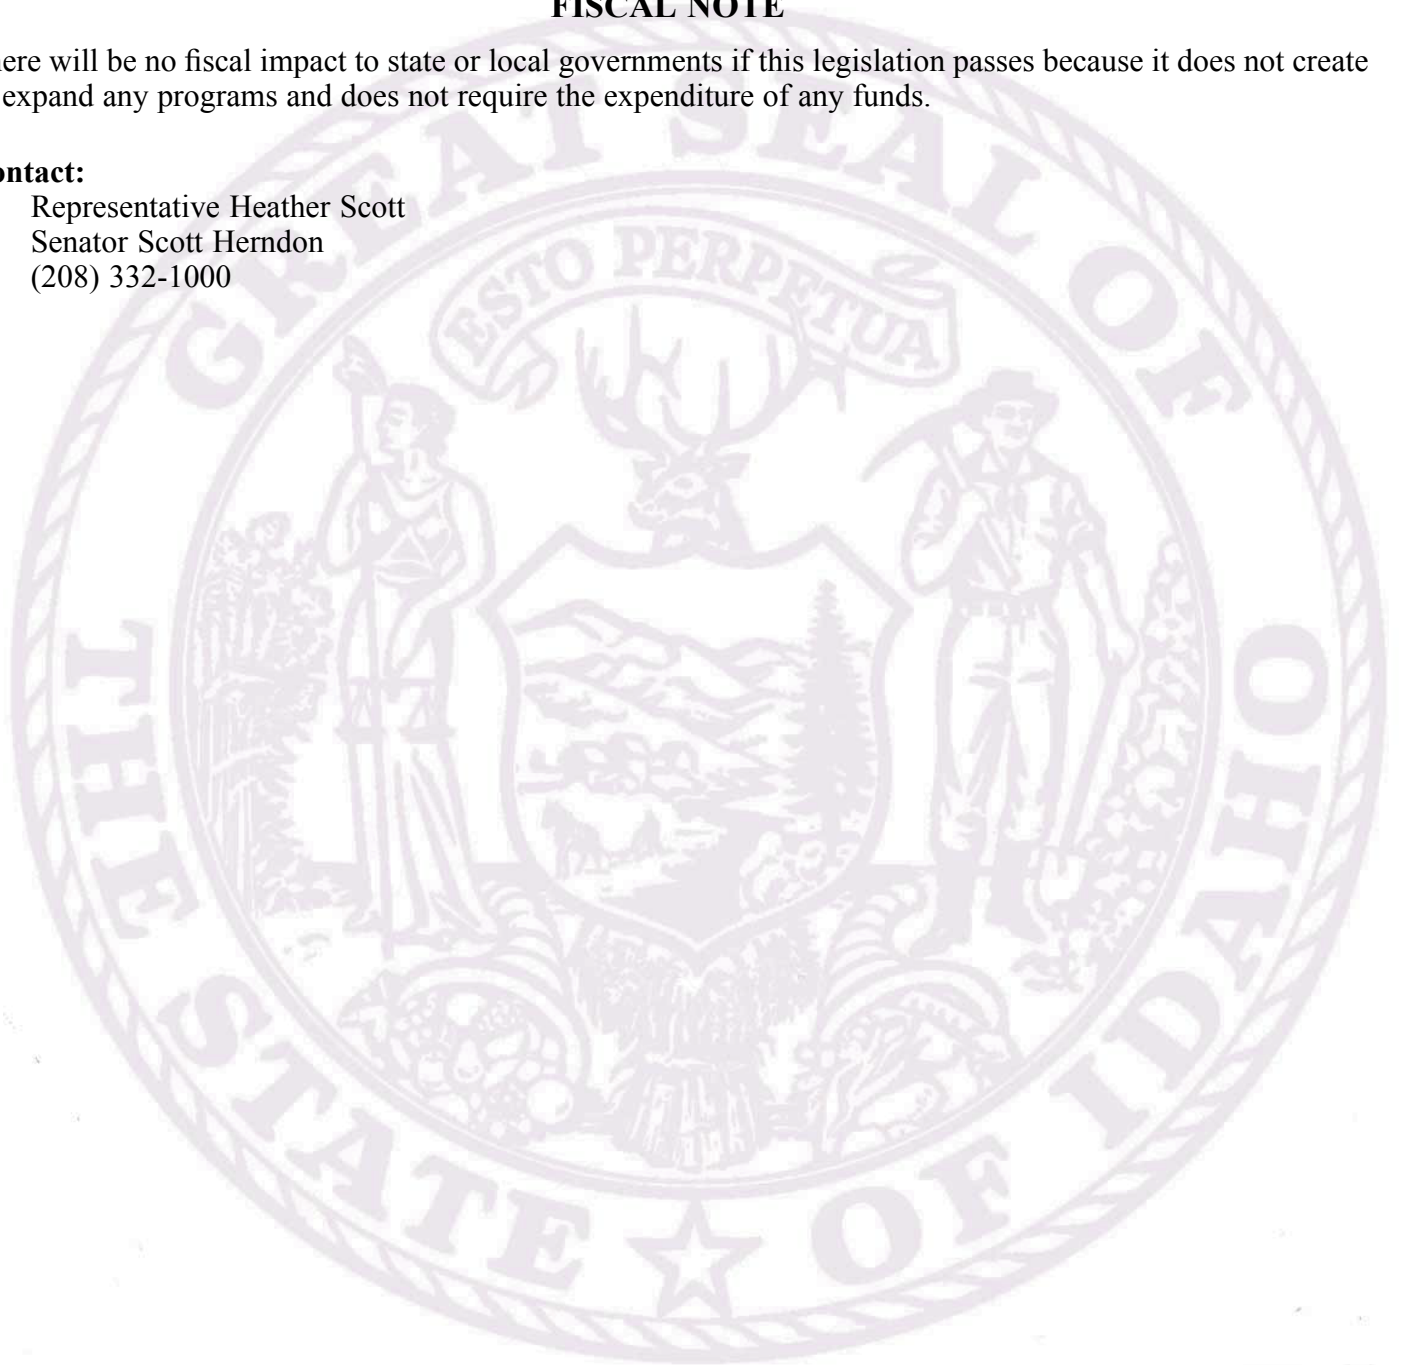 FISCAL NOTE
here will be no fiscal impact to state or local governments if this legislation passes because it does not create
expand any programs and does not require the expenditure of any funds.
ontact:
Representative Heather Scott
Senator Scott Herndon
(208) 332-1000
GREAT SEAL OF
ESTO PERPETUA
THE STATE OF IDAHO